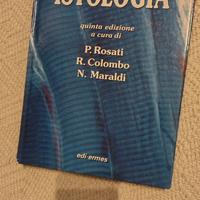 ISTOLOGIA
quinta edizione
a cura di
P. Rosati
R. Colombo
N. Maraldi
edi·ermes